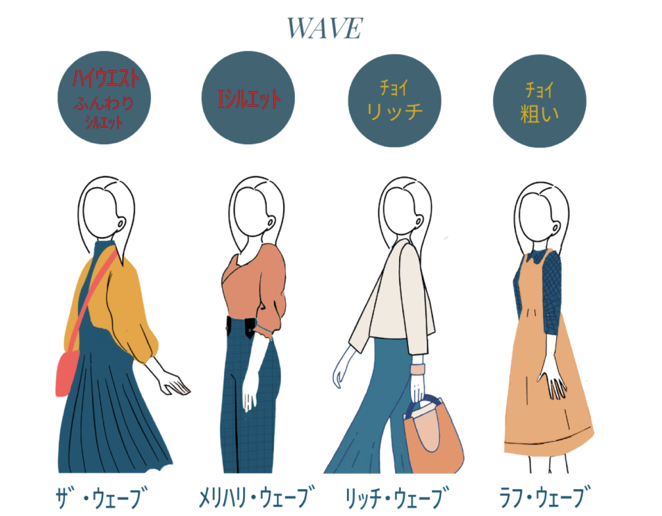 WAVE
ﾊｲｳｴｽﾄ
ふんわり
ｼﾙｴｯﾄ
Iｼﾙｴｯﾄ
ﾁｮｲ
リッチ
ﾁｮｲ
粗い
ｻﾞ・ウェーブ
メリハリ・ウェーブ
リッチ・ウェーブ
ラフ・ウェーブ